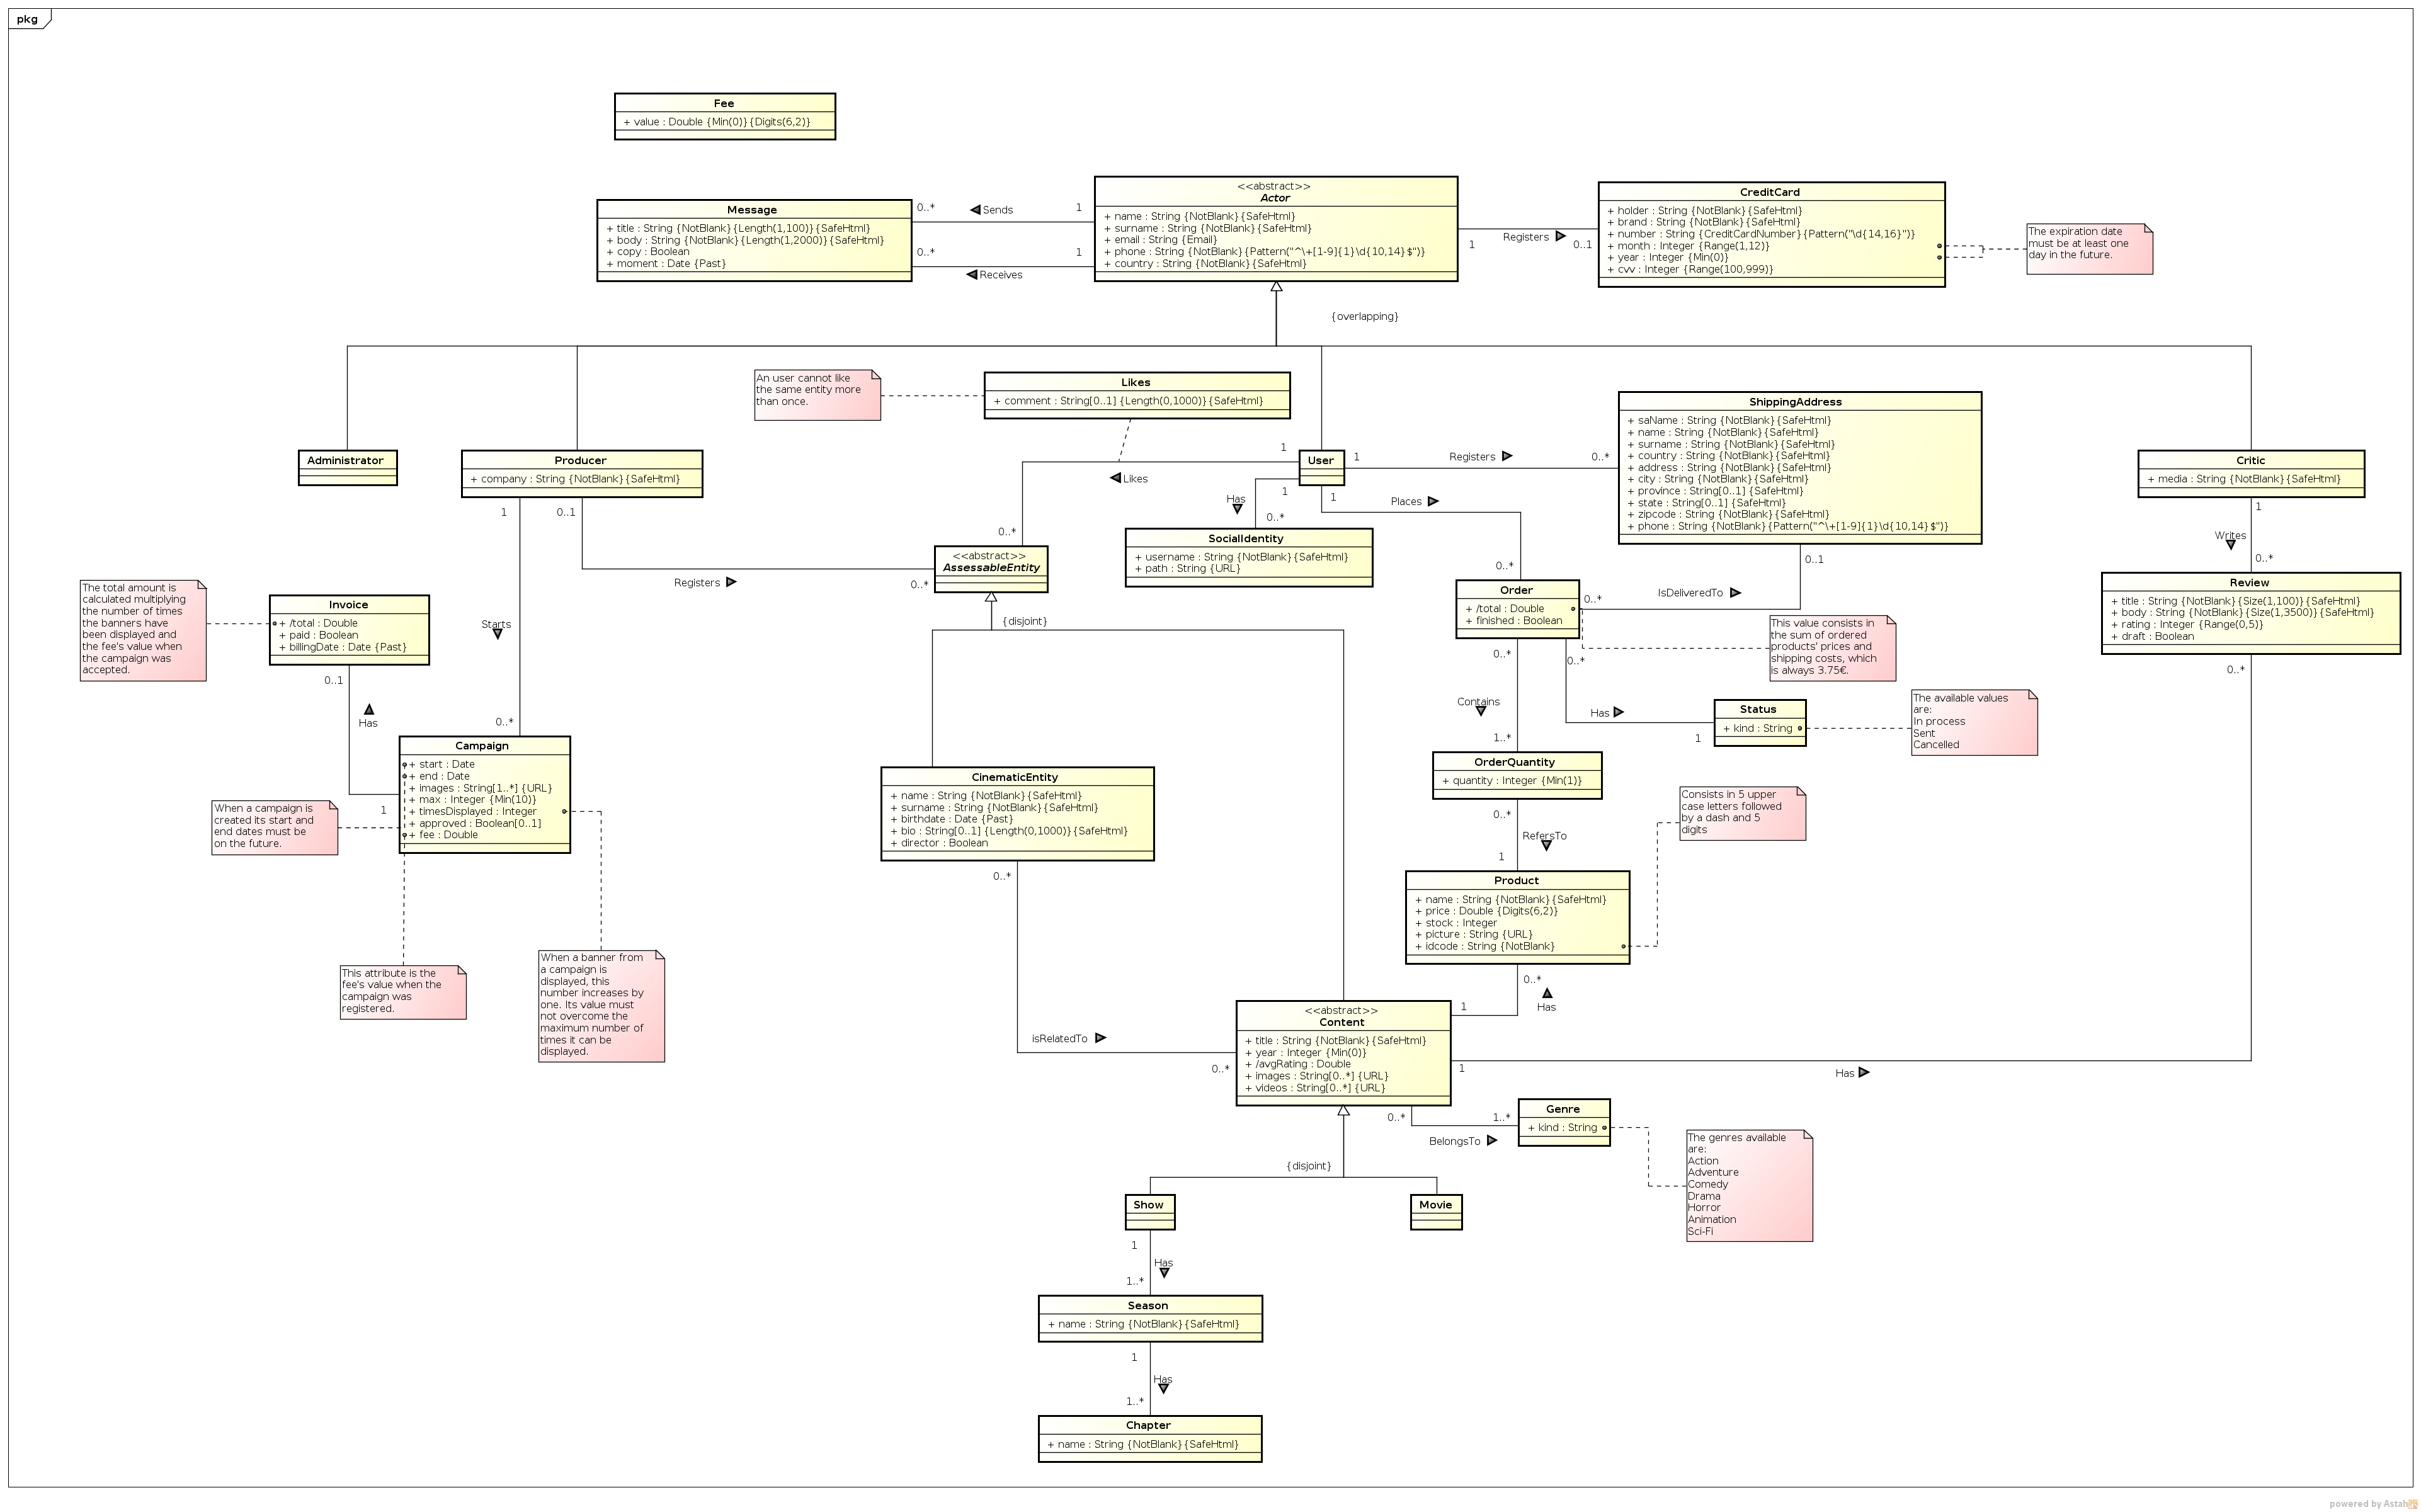 pkg
Fee
+ value : Double {Min(0)}{Digits(6,2)}
Message
+ title : String {NotBlank}{Length(1,100)}{SafeHtml}
+ body : String {NotBlank}{Length(1,2000)}{SafeHtml}
+ copy : Boolean
+ moment : Date {Past}
0..*
Sends
1
0..*
Receives
1
<<abstract>>
Actor
+ name : String {NotBlank}{SafeHtml}
+ surname : String {NotBlank}{SafeHtml}
+ email : String {Email}
+ phone : String {NotBlank}{Pattern("^\+[1-9]{1}\d{10,14}$")}
+ country : String {NotBlank}{SafeHtml}
1
Registers
0..1
CreditCard
+ holder : String {NotBlank}{SafeHtml}
+ brand : String {NotBlank}{SafeHtml}
+ number : String {CreditCardNumber}{Pattern("\d{14,16}")}
+ month : Integer {Range(1,12)}
+ year : Integer {Min(0)}
+ cvv : Integer {Range(100,999)}
The expiration date
must be at least one
day in the future.
{overlapping}
An user cannot like
the same entity more
than once.
Likes
+ comment : String[0..1] {Length(0,1000)}{SafeHtml}
Administrator
Producer
+ company : String {NotBlank}{SafeHtml}
1
0..1
1
Likes
0..*
User
1
Registers
0..*
1
Has
0..*
1
Places
0..*
ShippingAddress
+ saName : String {NotBlank}{SafeHtml}
+ name : String {NotBlank}{SafeHtml}
+ surname : String {NotBlank}{SafeHtml}
+ country : String {NotBlank}{SafeHtml}
+ address : String {NotBlank}{SafeHtml}
+ city : String {NotBlank}{SafeHtml}
+ province : String[0..1] {SafeHtml}
+ state : String[0..1] {SafeHtml}
+ zipcode : String {NotBlank}{SafeHtml}
+ phone : String {NotBlank}{Pattern("^\+[1-9]{1}\d{10,14}$")}
Critic
+ media : String {NotBlank}{SafeHtml}
1
Writes
0..*
SocialIdentity
+ username : String {NotBlank}{SafeHtml}
+ path : String {URL}
<<abstract>>
AssessableEntity
Registers
0..*
{disjoint}
The total amount is
calculated multiplying
the number of times
the banners have
been displayed and
the fee's value when
the campaign was
accepted.
Invoice
+ /total : Double
+ paid : Boolean
+ billingDate : Date {Past}
0..1
Has
1
Starts
0..*
Order
+ /total : Double
+ finished : Boolean
0..*
IsDeliveredTo
0..1
This value consists in
the sum of ordered
products' prices and
shipping costs, which
is always 3.75€.
Review
+ title : String {NotBlank}{Size(1,100)}{SafeHtml}
+ body : String {NotBlank}{Size(1,3500)}{SafeHtml}
+ rating : Integer {Range(0,5)}
+ draft : Boolean
0..*
0..*
Contains
1..*
0..*
Has
1
Status
+ kind : String
The available values
are:
In process
Sent
Cancelled
Campaign
+ start : Date
+ end : Date
+ images : String[1..*] {URL}
+ max : Integer {Min(10)}
+ timesDisplayed : Integer
+ approved : Boolean[0..1]
+ fee : Double
When a campaign is
created its start and
end dates must be
on the future.
This attribute is the
fee's value when the
campaign was
registered.
When a banner from
a campaign is
displayed, this
number increases by
one. Its value must
not overcome the
maximum number of
times it can be
displayed.
CinematicEntity
+ name : String {NotBlank}{SafeHtml}
+ surname : String {NotBlank}{SafeHtml}
+ birthdate : Date {Past}
+ bio : String[0..1] {Length(0,1000)}{SafeHtml}
+ director : Boolean
0..*
isRelatedTo
0..*
OrderQuantity
+ quantity : Integer {Min(1)}
0..*
RefersTo
1
Consists in 5 upper
case letters followed
by a dash and 5
digits
Product
+ name : String {NotBlank}{SafeHtml}
+ price : Double {Digits(6,2)}
+ stock : Integer
+ picture : String {URL}
+ idcode : String {NotBlank}
0..*
Has
1
<<abstract>>
Content
+ title : String {NotBlank}{SafeHtml}
+ year : Integer {Min(0)}
+ /avgRating : Double
+ images : String[0..*] {URL}
+ videos : String[0..*] {URL}
1
Has
0..*
BelongsTo
1..*
Genre
+ kind : String
The genres available
are:
Action
Adventure
Comedy
Drama
Horror
Animation
Sci-Fi
{disjoint}
Show
Movie
1
Has
1..*
Season
+ name : String {NotBlank}{SafeHtml}
1
Has
1..*
Chapter
+ name : String {NotBlank}{SafeHtml}
powered by Astah